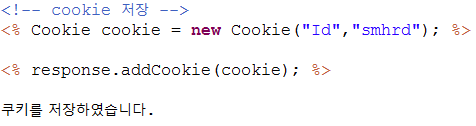 <!-- cookie 저장 -->
<% Cookie cookie = new Cookie("Id","smhrd"); %>
<% response.addCookie(cookie); %>
쿠키를 저장하였습니다.